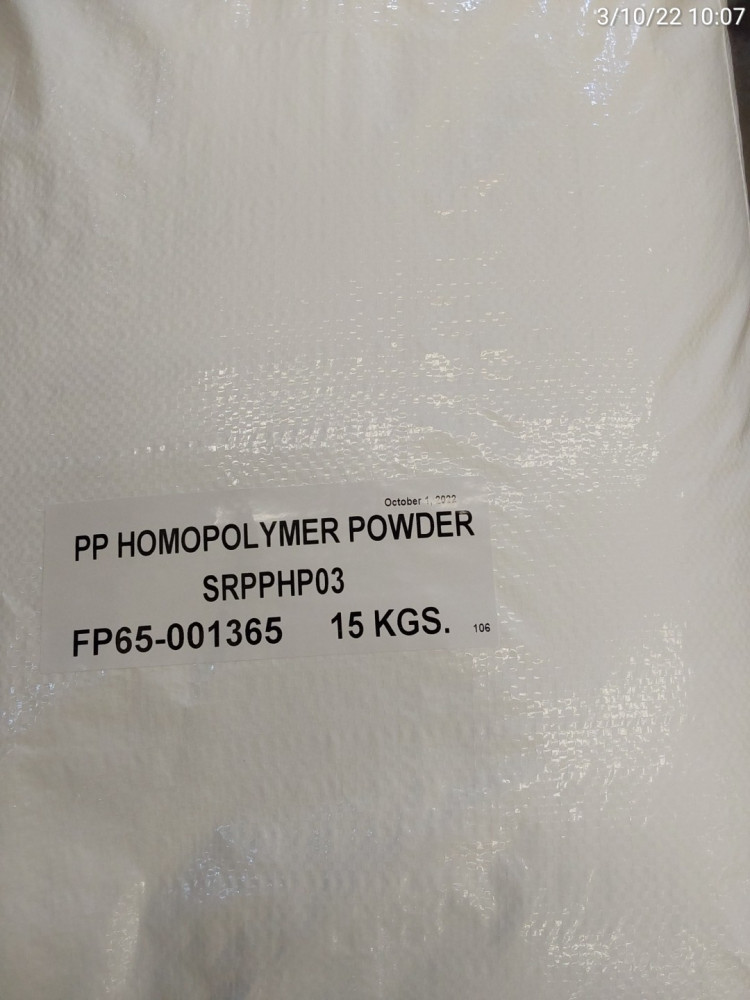 3/10/22 10:07
October 1, 2022
PP HOMOPOLYMER POWDER
SRPPHP03
FP65-001365 15 KGS. 106